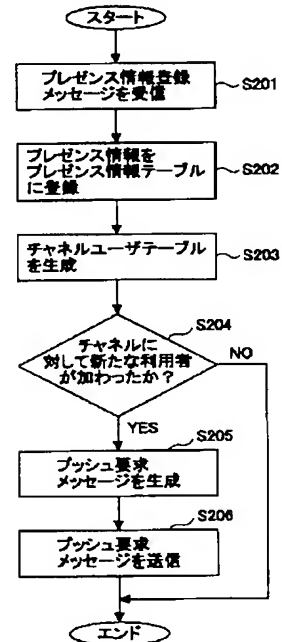 スタート
プレゼンス情報登録
メッセージを受信
S201
プレゼンス情報を
プレゼンス情報テーブル
に登録
S202
チャネルユーザテーブル
を生成
S203
S204
チャネルに
対して新たな利用者
が加わったか？
NO
YES
S205
プッシュ要求
メッセージを生成
S206
プッシュ要求
メッセージを送信
エンド